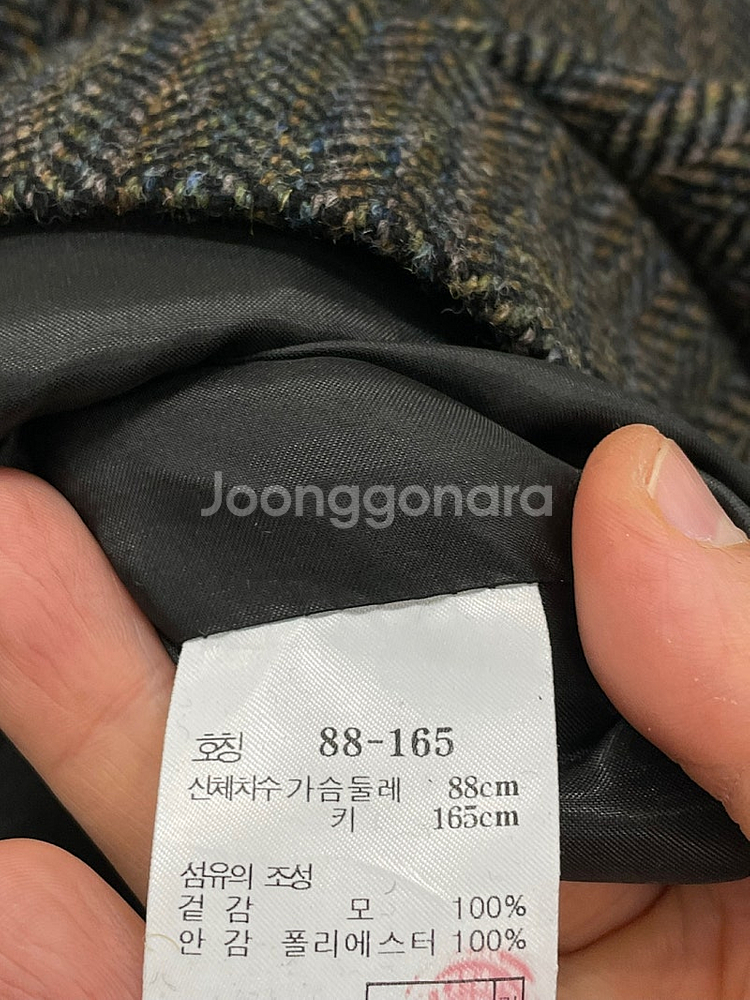 Joonggonara
호칭 88-165
신체치수 가슴둘레 88cm
키 165cm
섬유의 조성
겉감 모 100%
안감 폴리에스터 100%